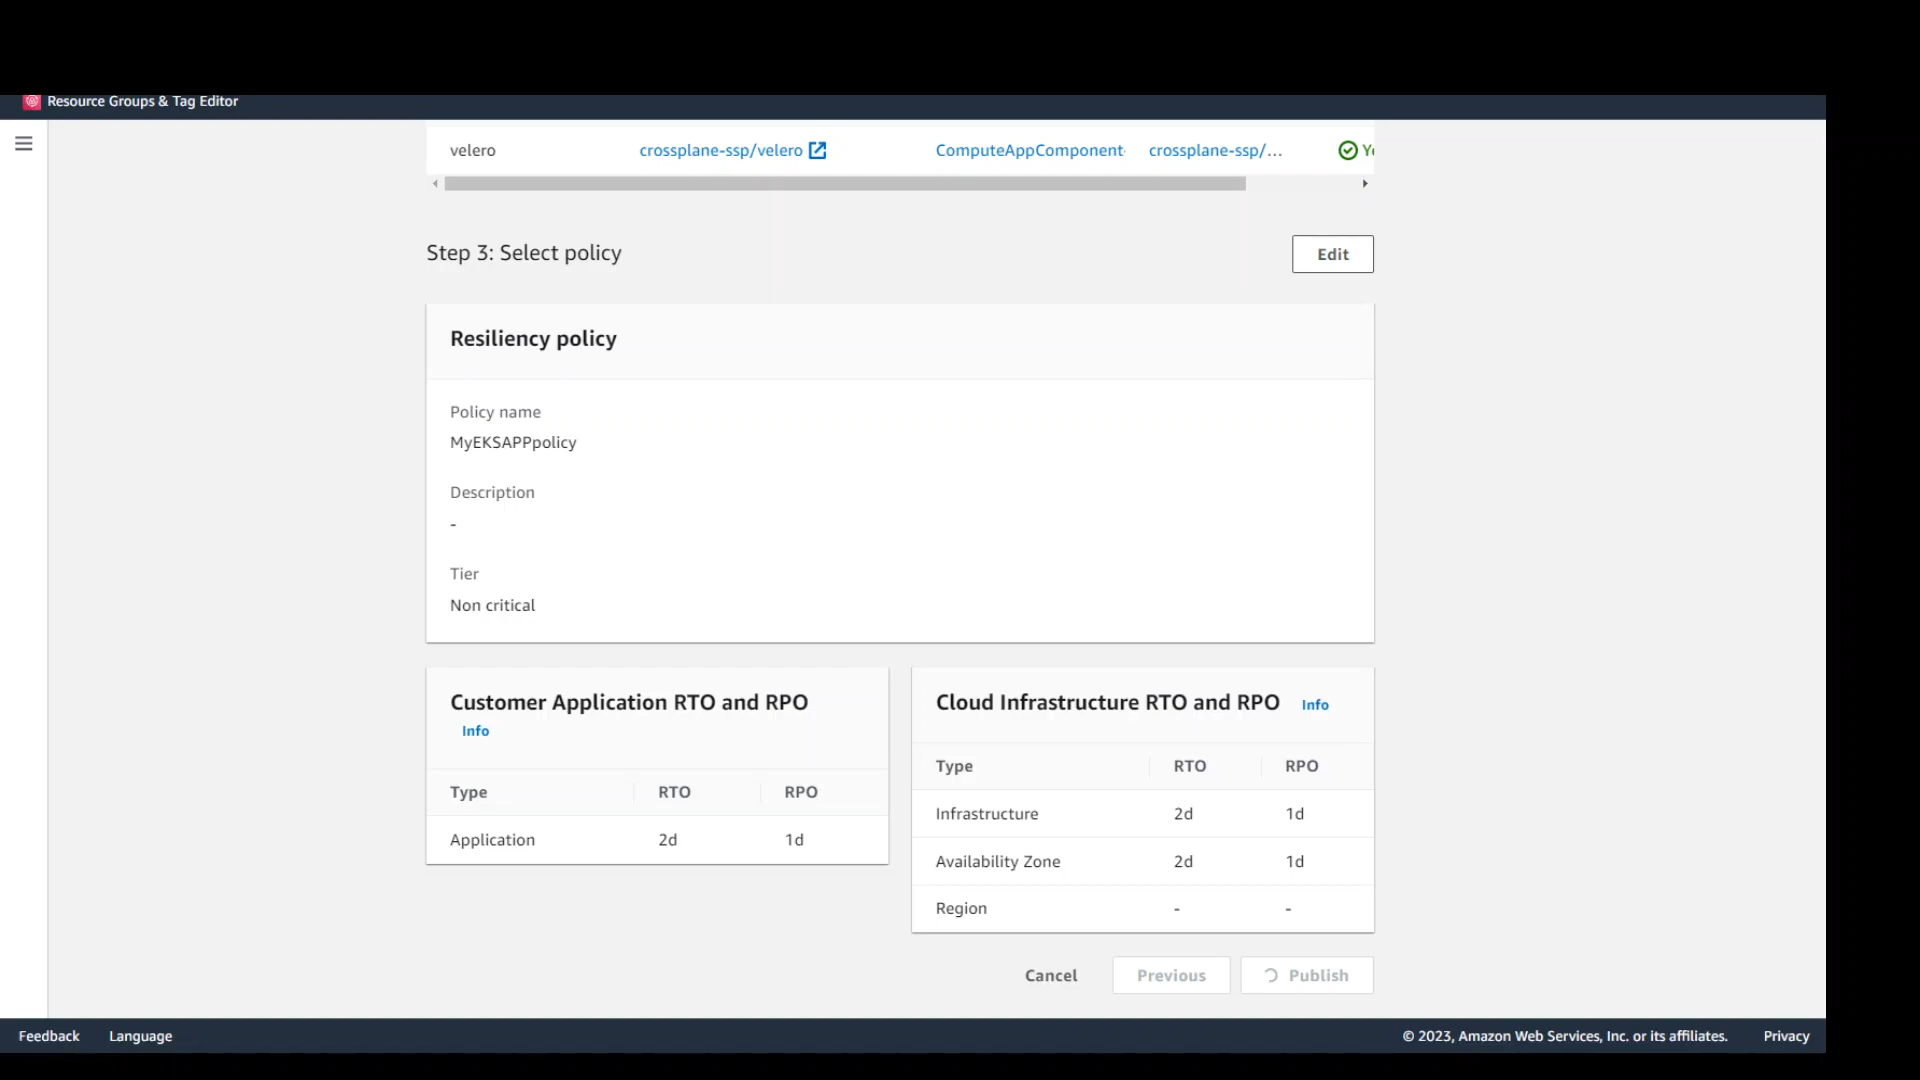 Resource Groups & Tag Editor
velero crossplane-ssp/velero ComputeAppComponent- crossplane-ssp/...
Step 3: Select policy Edit
Resiliency policy
Policy name
MyEKSAPPpolicy
Description
-
Tier
Non critical
Customer Application RTO and RPO
Info
Type RTO RPO
Application 2d 1d
Cloud Infrastructure RTO and RPO Info
Type RTO RPO
Infrastructure 2d 1d
Availability Zone 2d 1d
Region - -
Cancel Previous Publish
Feedback Language © 2023, Amazon Web Services, Inc. or its affiliates. Privacy